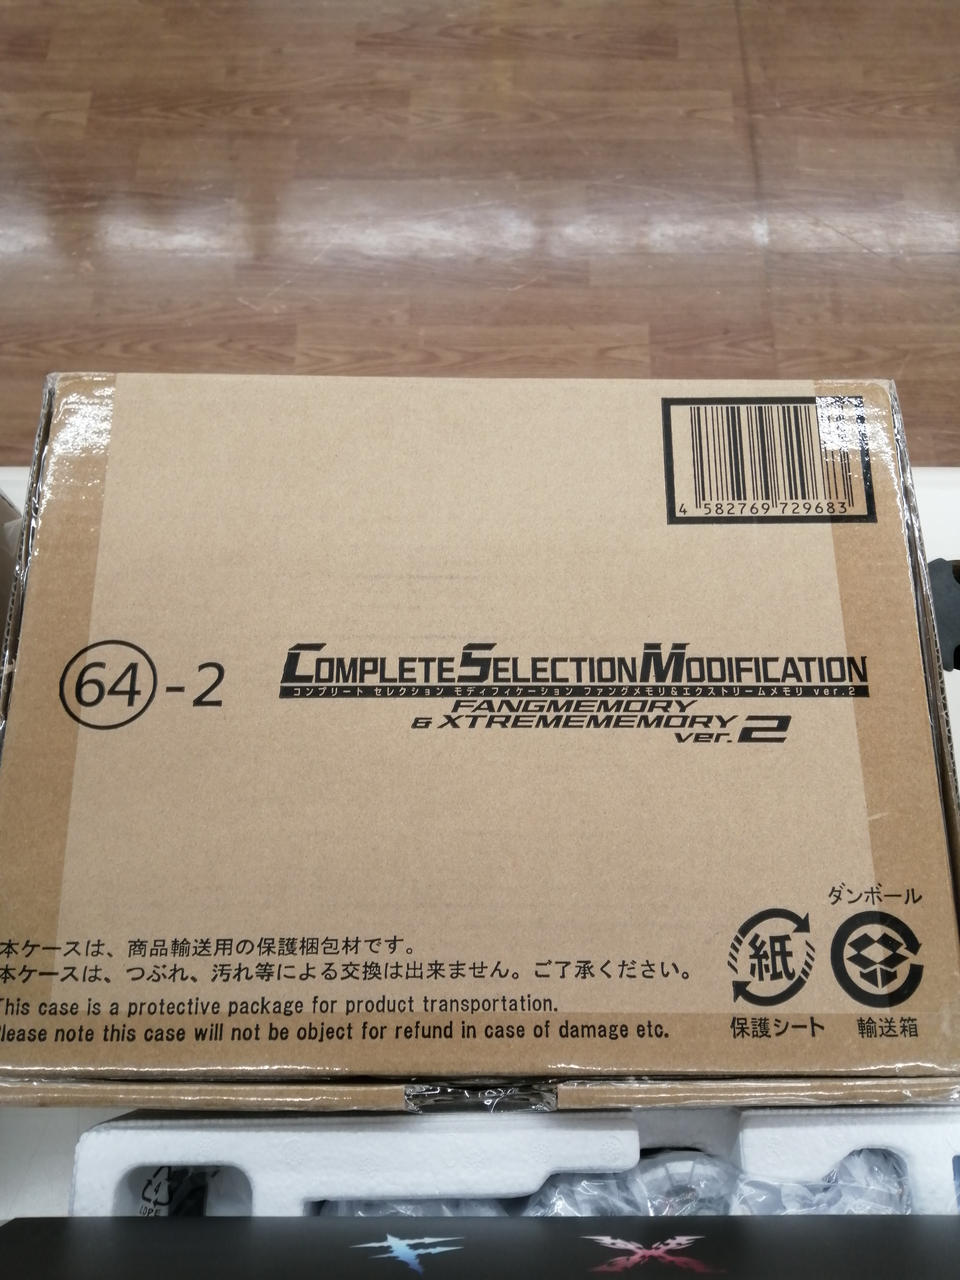 4 582769 729683
64-2
COMPLETE SELECTION MODIFICATION
コンプリート セレクション モディフィケーション ファングメモリ&エクストリームメモリ ver.2
FANGMEMORY
& XTREMEMEMORY
ver.2
ダンボール
紙
保護シート
輸送箱
本ケースは、商品輸送用の保護梱包材です。
本ケースは、つぶれ、汚れ等による交換は出来ません。ご了承ください。
This case is a protective package for product transportation.
Please note this case will not be object for refund in case of damage etc.
4
LDPE